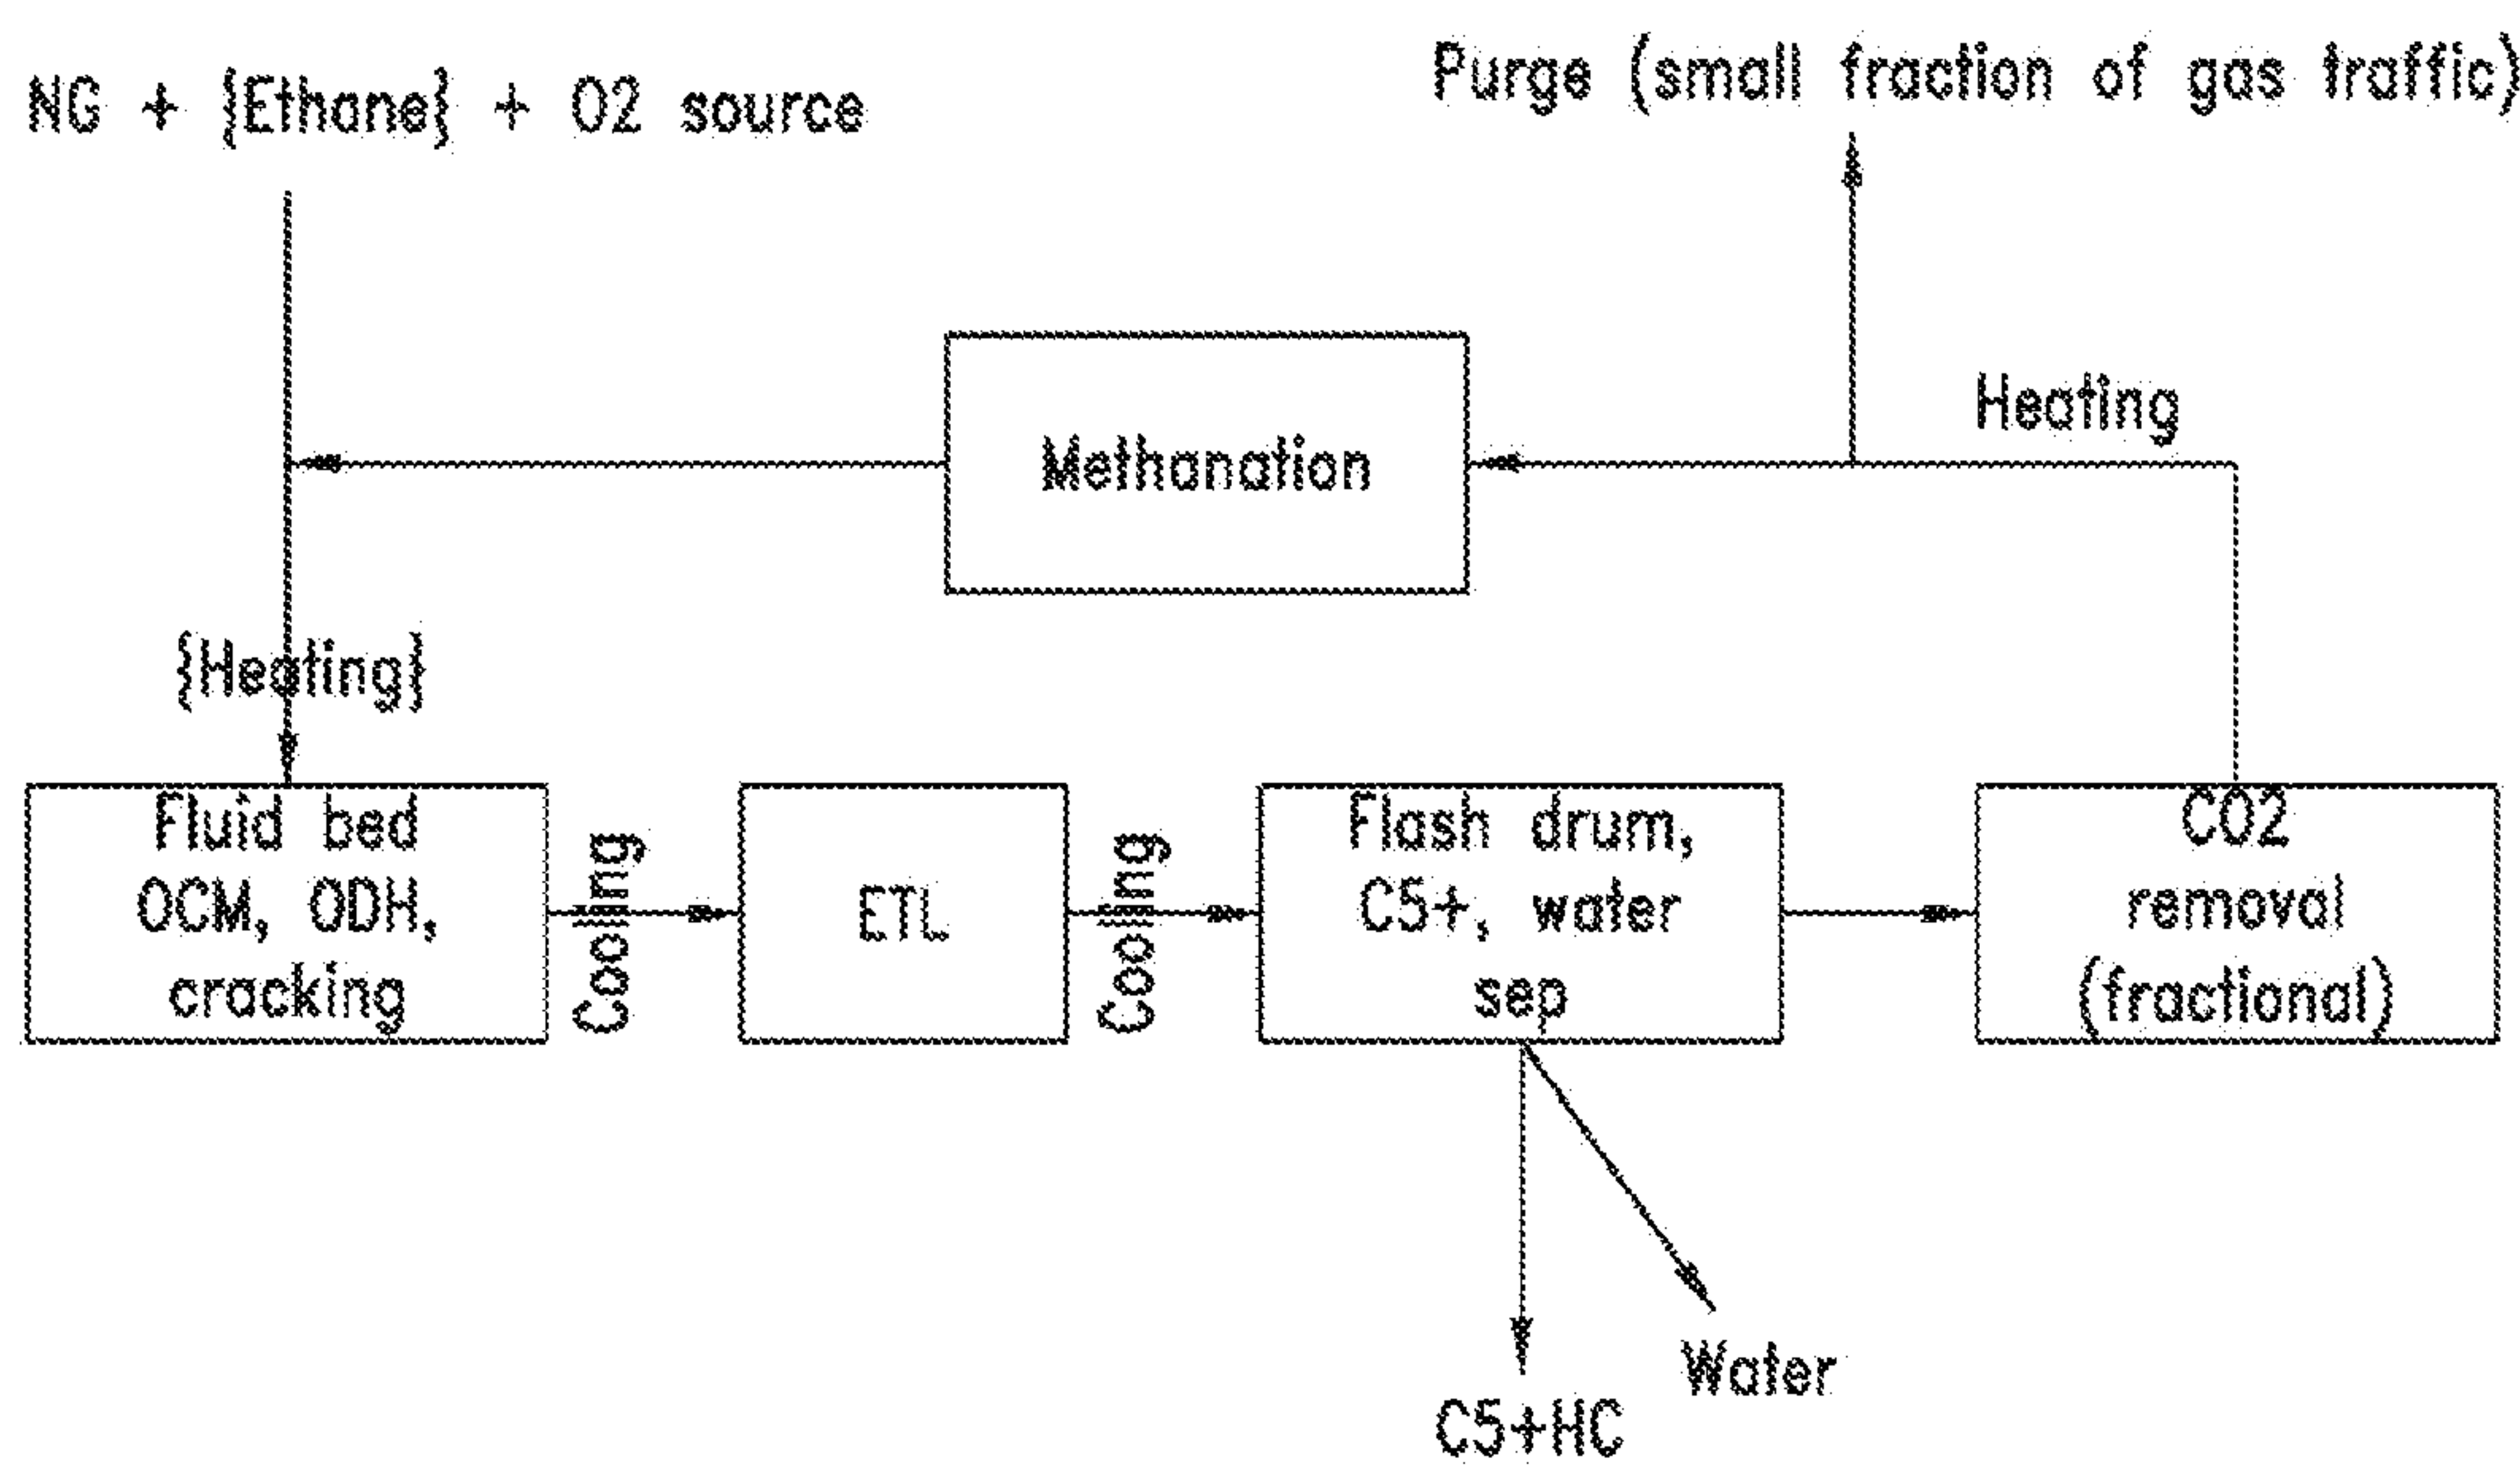 NG + {Ethane} + O2 source
Purge (small fraction of gas traffic)
Heating
Methanation
{Heating}
Fluid bed
OCM, ODH,
cracking
Cooling
ETL
Cooling
Flash drum,
C5+, water
sep
CO2
removal
(fractional)
Water
C5+HC